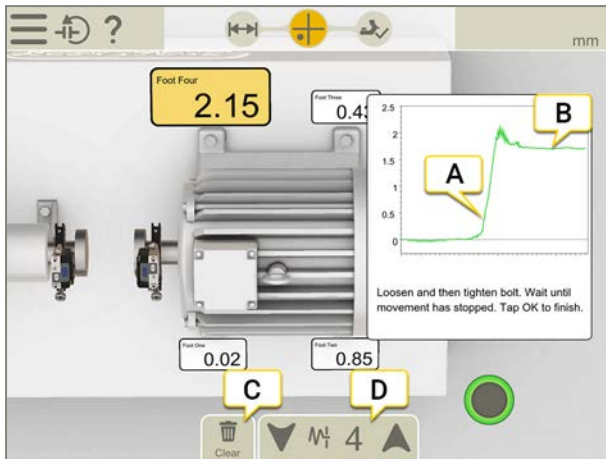 ?
mm
Foot Four
2.15
Foot Three
0.43
2.5
2
1.5
1
0.5
0
A
B
Loosen and then tighten bolt. Wait until
movement has stopped. Tap OK to finish.
Foot One
0.02
Foot Two
0.85
C
D
Clear
4